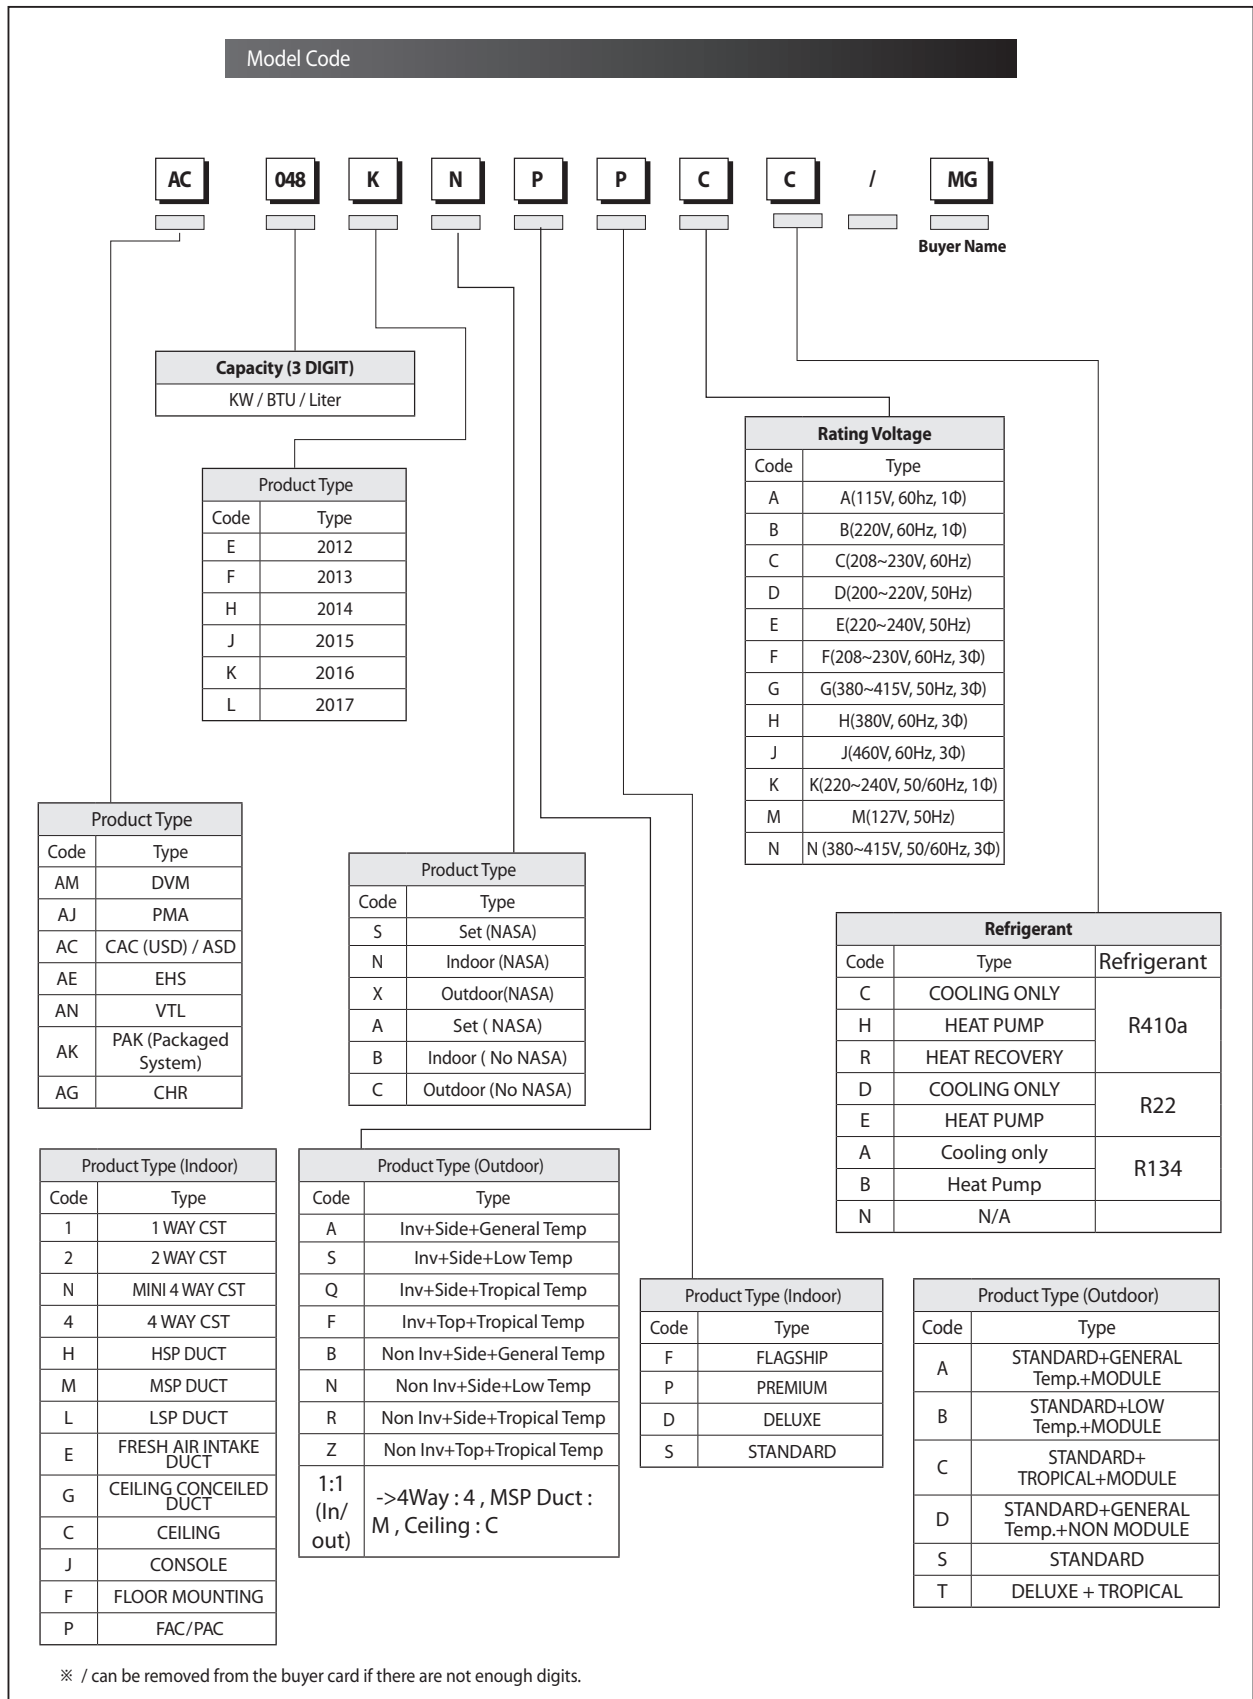 Model Code
AC 048 K N P P C C / MG
Buyer Name
Capacity (3 DIGIT)
KW / BTU / Liter
Product Type
Code Type
E 2012
F 2013
H 2014
J 2015
K 2016
L 2017
Rating Voltage
Code Type
A A(115V, 60hz, 1Φ)
B B(220V, 60Hz, 1Φ)
C C(208~230V, 60Hz)
D D(200~220V, 50Hz)
E E(220~240V, 50Hz)
F F(208~230V, 60Hz, 3Φ)
G G(380~415V, 50Hz, 3Φ)
H H(380V, 60Hz, 3Φ)
J J(460V, 60Hz, 3Φ)
K K(220~240V, 50/60Hz, 1Φ)
M M(127V, 50Hz)
N N (380~415V, 50/60Hz, 3Φ)
Product Type
Code Type
AM DVM
AJ PMA
AC CAC (USD) / ASD
AE EHS
AN VTL
AK PAK (Packaged
System)
AG CHR
Product Type
Code Type
S Set (NASA)
N Indoor (NASA)
X Outdoor(NASA)
A Set ( NASA)
B Indoor ( No NASA)
C Outdoor (No NASA)
Refrigerant
Code Type Refrigerant
C COOLING ONLY
H HEAT PUMP R410a
R HEAT RECOVERY
D COOLING ONLY
R22
E HEAT PUMP
A Cooling only
R134
B Heat Pump
N N/A
Product Type (Indoor)
Code Type
1 1 WAY CST
2 2 WAY CST
N MINI 4 WAY CST
4 4 WAY CST
H HSP DUCT
M MSP DUCT
L LSP DUCT
E FRESH AIR INTAKE
DUCT
G CEILING CONCEILED
DUCT
C CEILING
J CONSOLE
F FLOOR MOUNTING
P FAC/PAC
Product Type (Outdoor)
Code Type
A Inv+Side+General Temp
S Inv+Side+Low Temp
Q Inv+Side+Tropical Temp
F Inv+Top+Tropical Temp
B Non Inv+Side+General Temp
N Non Inv+Side+Low Temp
R Non Inv+Side+Tropical Temp
Z Non Inv+Top+Tropical Temp
1:1
(In/
out)
->4Way : 4 , MSP Duct :
M , Ceiling : C
Product Type (Indoor)
Code Type
F FLAGSHIP
P PREMIUM
D DELUXE
S STANDARD
Product Type (Outdoor)
Code Type
A STANDARD+GENERAL
Temp.+MODULE
B STANDARD+LOW
Temp.+MODULE
C STANDARD+
TROPICAL+MODULE
D STANDARD+GENERAL
Temp.+NON MODULE
S STANDARD
T DELUXE + TROPICAL
※ / can be removed from the buyer card if there are not enough digits.